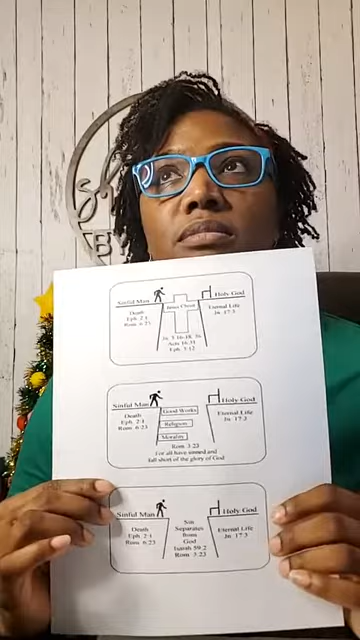 Sinful Man Holy God
Jesus Christ
Death Eternal Life
Eph 2:1 Jn 17:3
Rom 6:23
Jn 3:16-18
Acts 16:31
Eph 3:12
Sinful Man Holy God
Death Good Works Eternal Life
Eph 2:1 Religion Jn 17:3
Rom 6:23 Morality
Rom 3:23
For all have sinned and
fall short of the glory of God
Sinful Man Holy God
Death Sin Eternal Life
Eph 2:1 Separates Jn 17:3
Rom 6:23 from
God
Isaiah 59:2
Rom 3:23